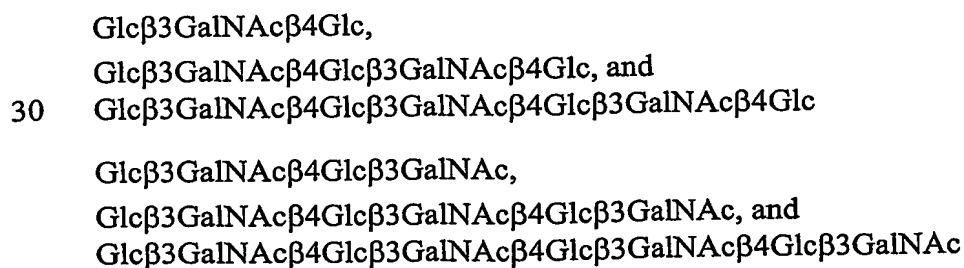 Glcβ3GalNAcβ4Glc,
Glcβ3GalNAcβ4Glcβ3GalNAcβ4Glc, and
30 Glcβ3GalNAcβ4Glcβ3GalNAcβ4Glcβ3GalNAcβ4Glc
Glcβ3GalNAcβ4Glcβ3GalNAc,
Glcβ3GalNAcβ4Glcβ3GalNAcβ4Glcβ3GalNAc, and
Glcβ3GalNAcβ4Glcβ3GalNAcβ4Glcβ3GalNAcβ4Glcβ3GalNAc